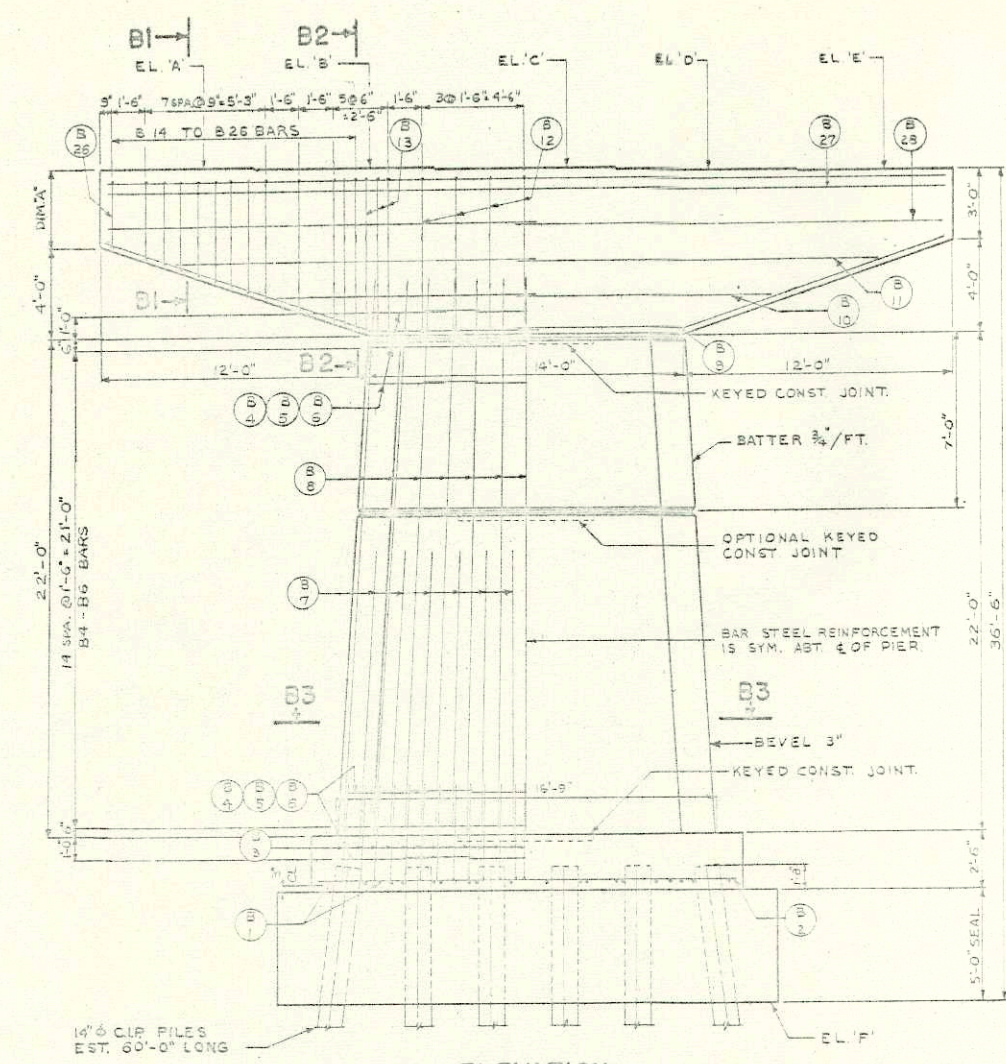 B1 B2
EL. 'A' EL. 'B' EL. 'C' EL. 'D' EL. 'E'
9" 1'-6" 7 SPA. @ 9" = 5'-3" 1'-6" 1'-6" 5 @ 6" 1'-6" 3 @ 1'-6" = 4'-6"
= 2'-6"
B 14 TO B 26 BARS
B 26
B 13
B 12
B 27
B 28
DIM. "A"
3'-0"
4'-0"
4'-0"
B1
B 11
B 10
1'-0"
6"
B2
B 9
12'-0" 14'-0" 12'-0"
B 4 B 5 B 6
KEYED CONST. JOINT.
BATTER 3/4"/FT.
7'-0"
B 8
OPTIONAL KEYED
CONST. JOINT
22'-0"
14 SPA. @ 1'-6" = 21'-0"
B4 - B6 BARS
B 7
BAR STEEL REINFORCEMENT
IS SYM. ABT. ℄ OF PIER.
22'-0"
36'-6"
B3 B3
BEVEL 3"
KEYED CONST. JOINT.
B 4 B 5 B 6
16'-9"
6"
1'-0"
B 3
3"
2'-6"
B 1
B 2
5'-0" SEAL
14" Φ C.I.P. PILES
EST. 60'-0" LONG
EL. 'F'
ELEVATION